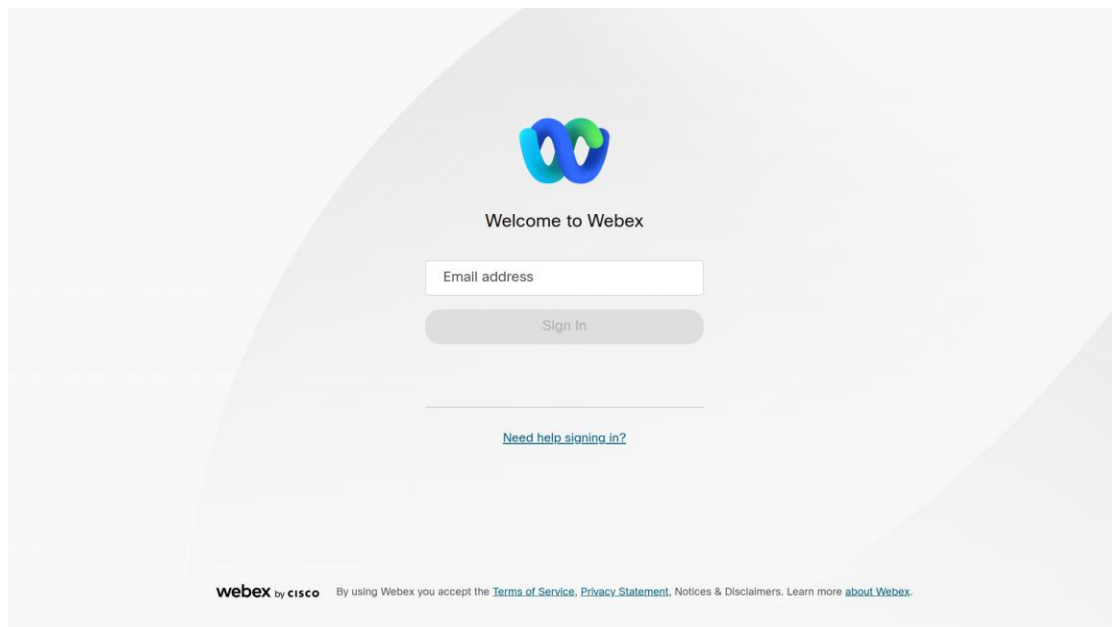 Welcome to Webex
Email address
Sign In
Need help signing in?
webex by CISCO By using Webex you accept the Terms of Service, Privacy Statement, Notices & Disclaimers. Learn more about Webex.